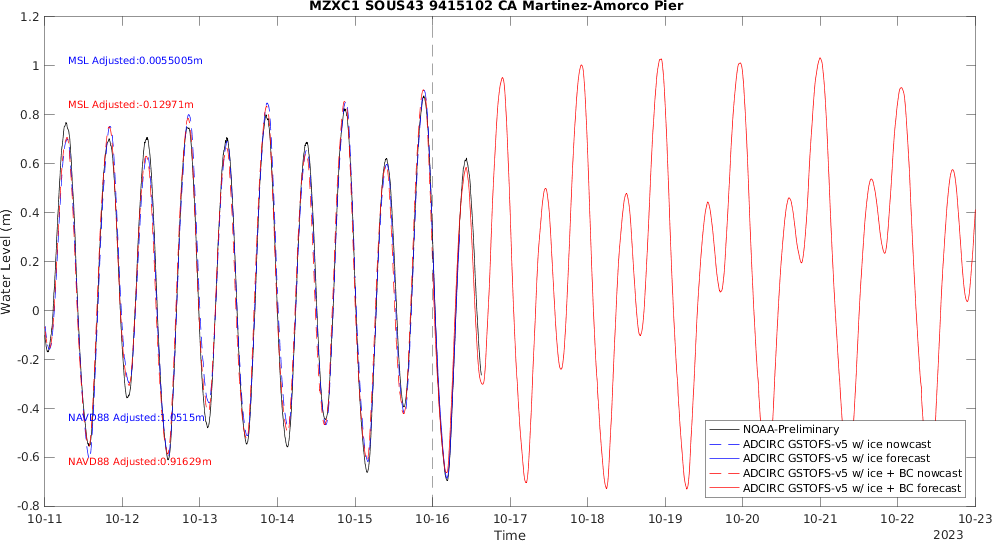 MZXC1 SOUS43 9415102 CA Martinez-Amorco Pier
Water Level (m)
1.2
1
0.8
0.6
0.4
0.2
0
-0.2
-0.4
-0.6
-0.8
MSL Adjusted:0.0055005m
MSL Adjusted:-0.12971m
NAVD88 Adjusted:1.0515m
NAVD88 Adjusted:0.91629m
NOAA-Preliminary
ADCIRC GSTOFS-v5 w/ ice nowcast
ADCIRC GSTOFS-v5 w/ ice forecast
ADCIRC GSTOFS-v5 w/ ice + BC nowcast
ADCIRC GSTOFS-v5 w/ ice + BC forecast
10-11 10-12 10-13 10-14 10-15 10-16 10-17 10-18 10-19 10-20 10-21 10-22 10-23
Time
2023